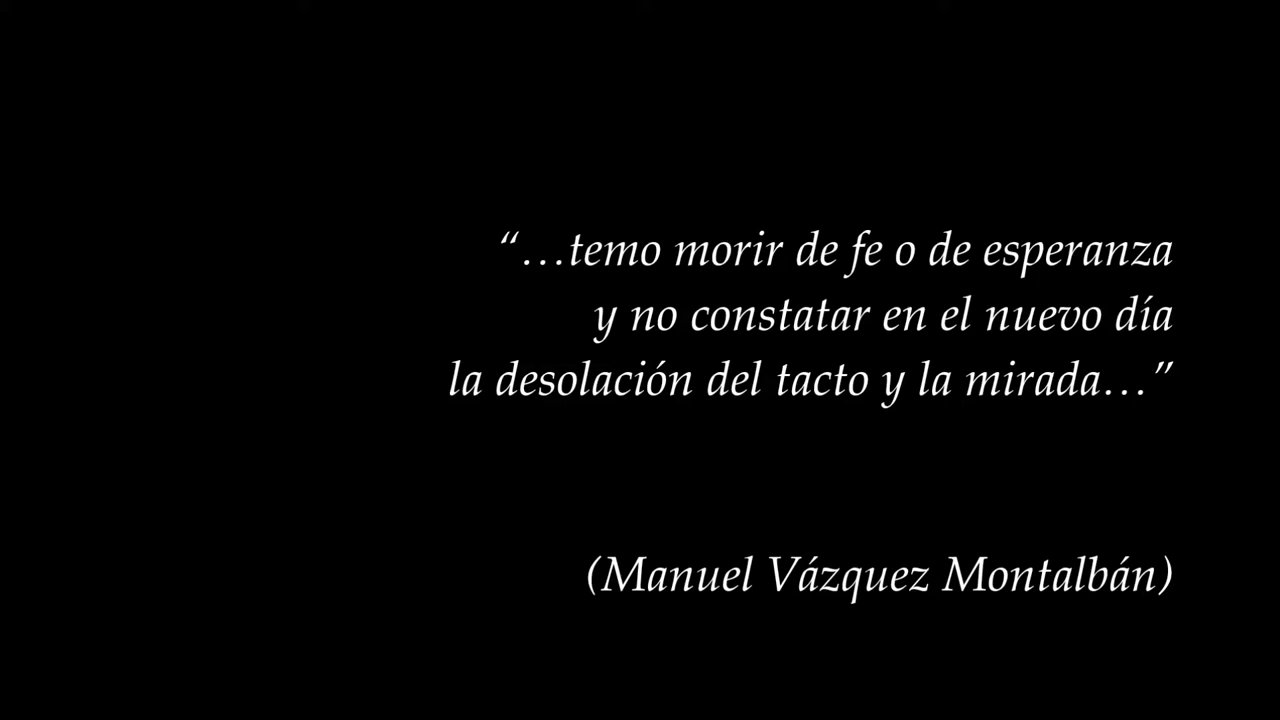 “…temo morir de fe o de esperanza
y no constatar en el nuevo día
la desolación del tacto y la mirada…”
(Manuel Vázquez Montalbán)